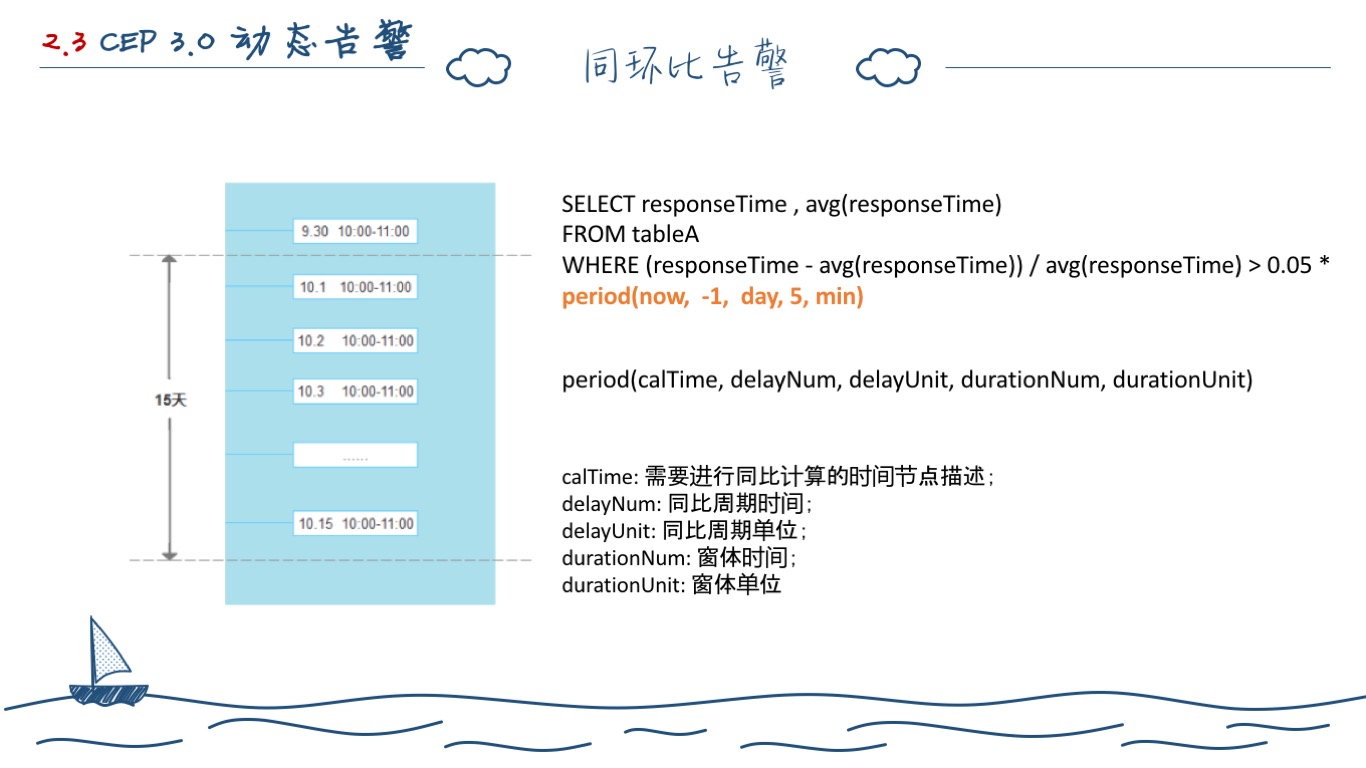 2.3 CEP 3.0 动态告警
同环比告警
9.30 10:00-11:00
10.1 10:00-11:00
10.2 10:00-11:00
10.3 10:00-11:00
15天
......
10.15 10:00-11:00
SELECT responseTime , avg(responseTime)
FROM tableA
WHERE (responseTime - avg(responseTime)) / avg(responseTime) > 0.05 *
period(now, -1, day, 5, min)
period(calTime, delayNum, delayUnit, durationNum, durationUnit)
calTime: 需要进行同比计算的时间节点描述;
delayNum: 同比周期时间;
delayUnit: 同比周期单位;
durationNum: 窗体时间;
durationUnit: 窗体单位